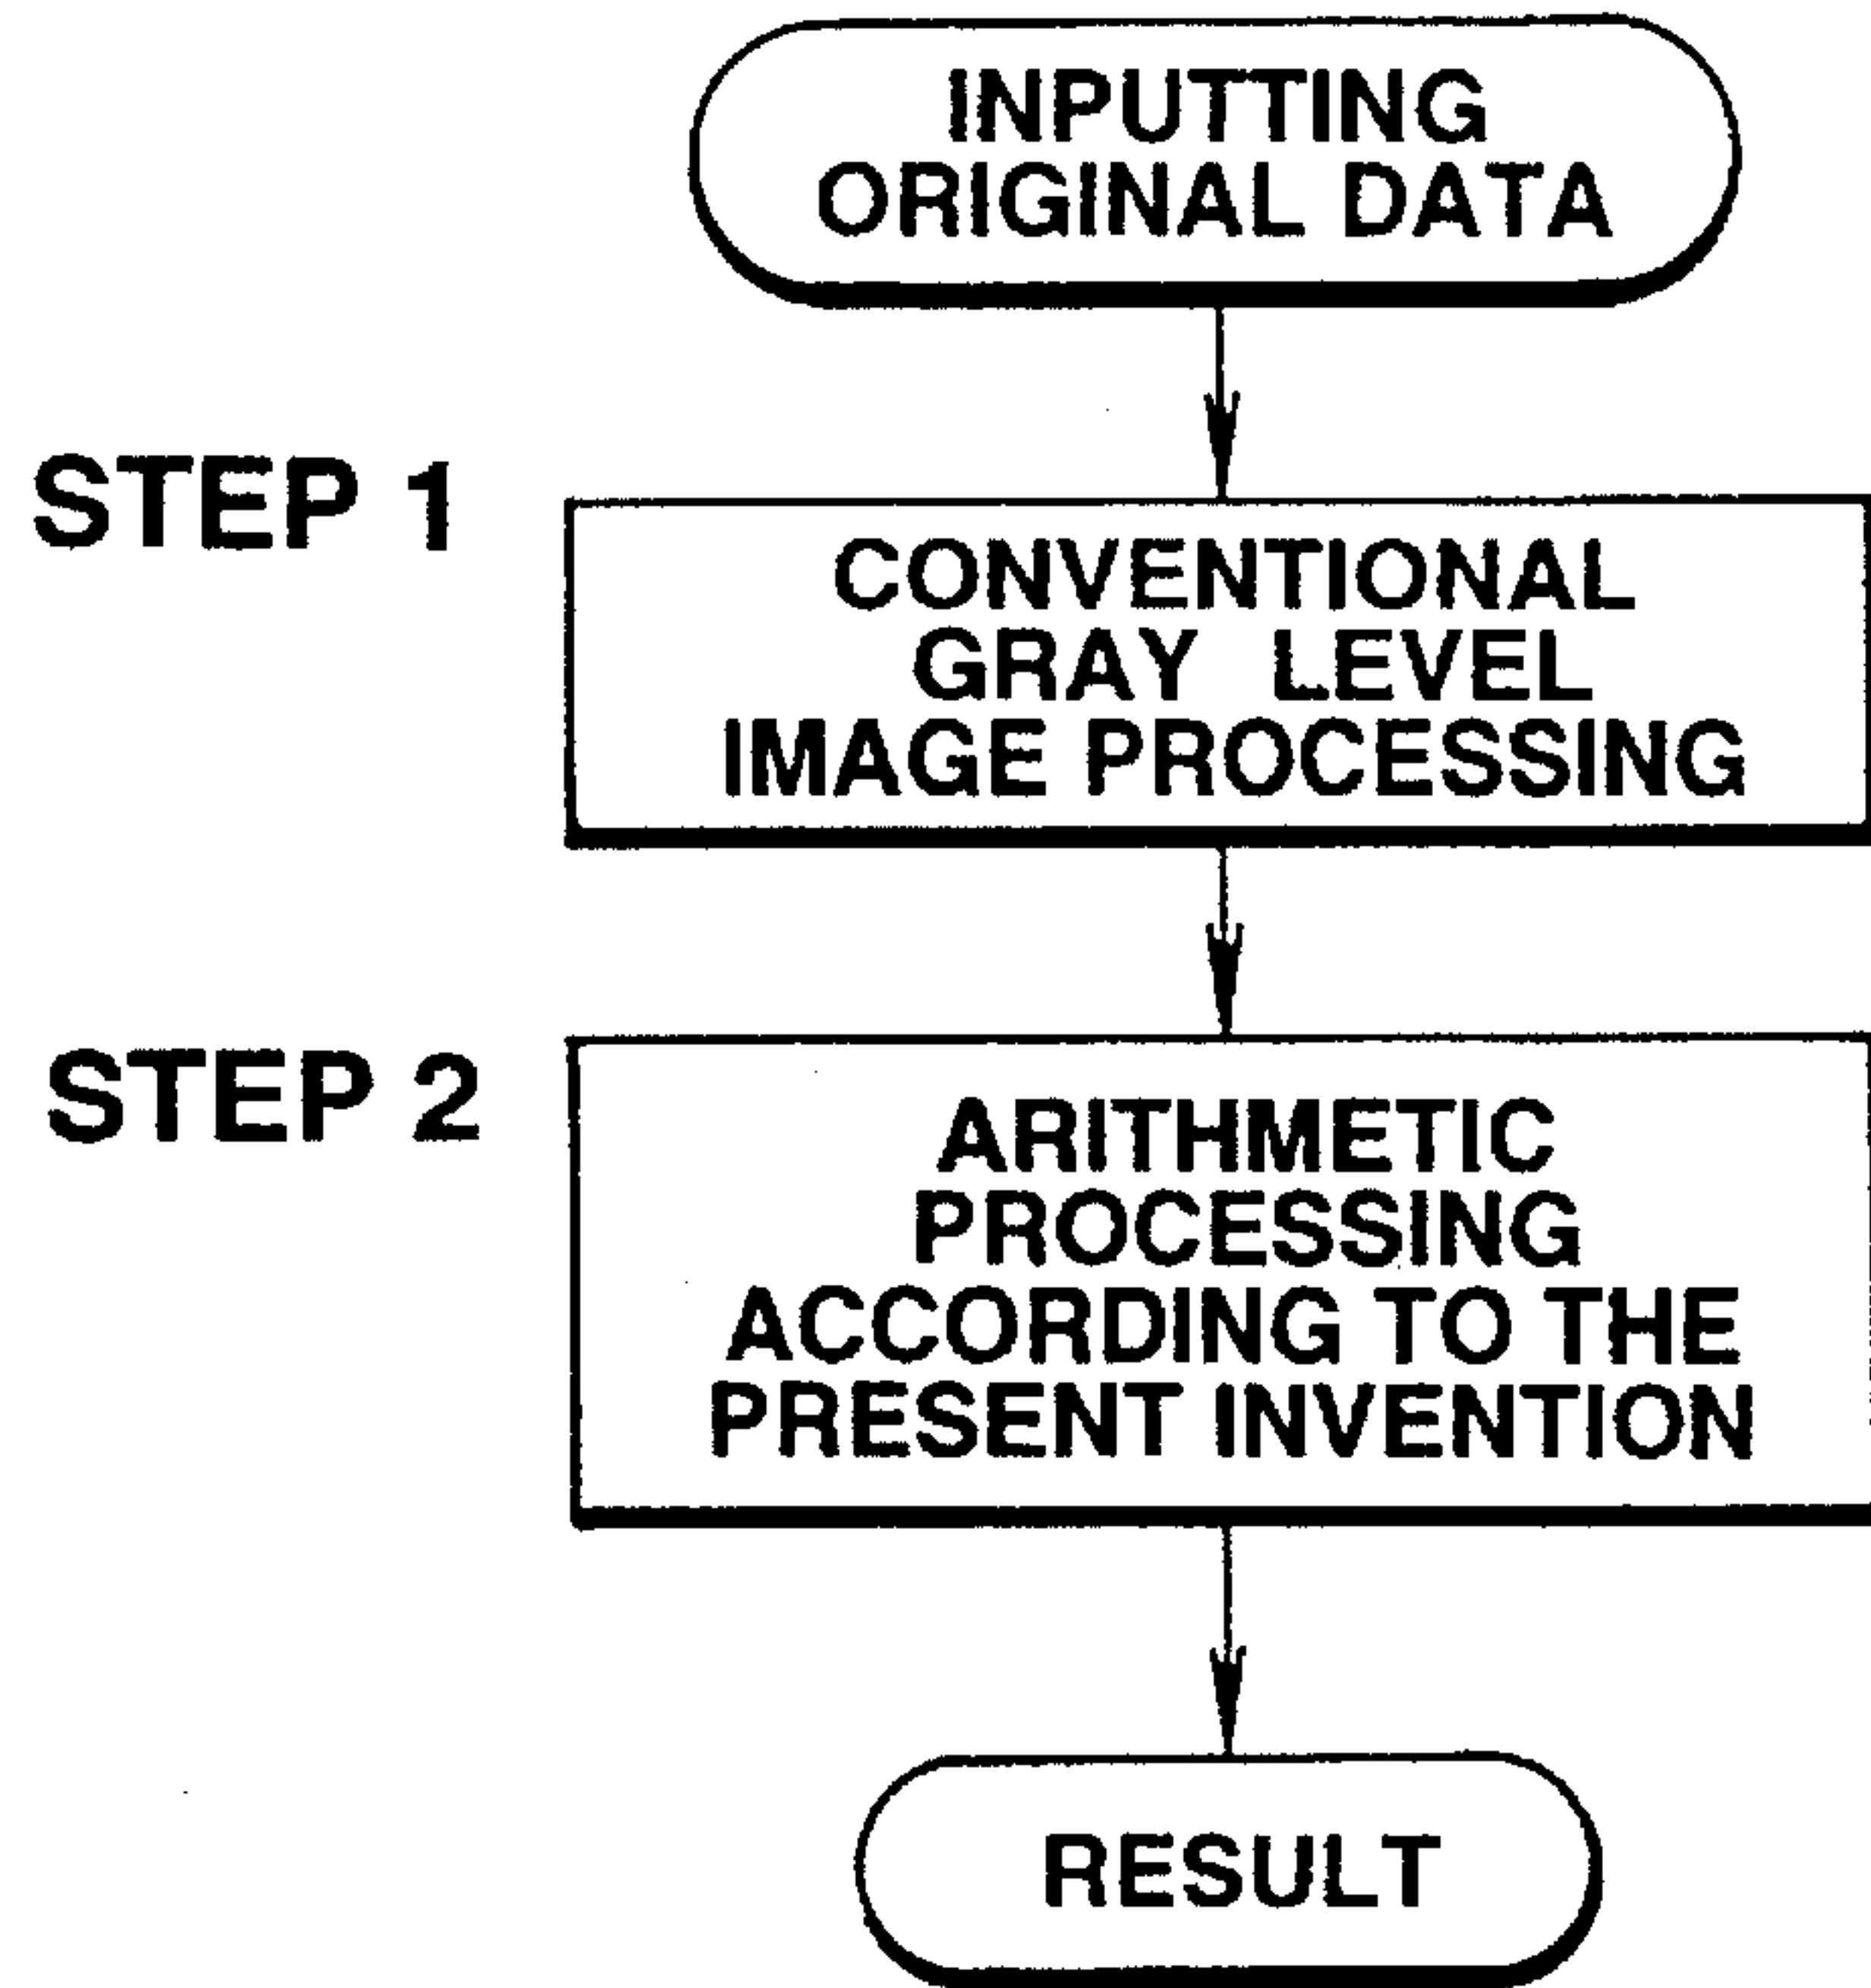 INPUTTING
ORIGINAL DATA
STEP 1
CONVENTIONAL
GRAY LEVEL
IMAGE PROCESSING
STEP 2
ARITHMETIC
PROCESSING
ACCORDING TO THE
PRESENT INVENTION
RESULT